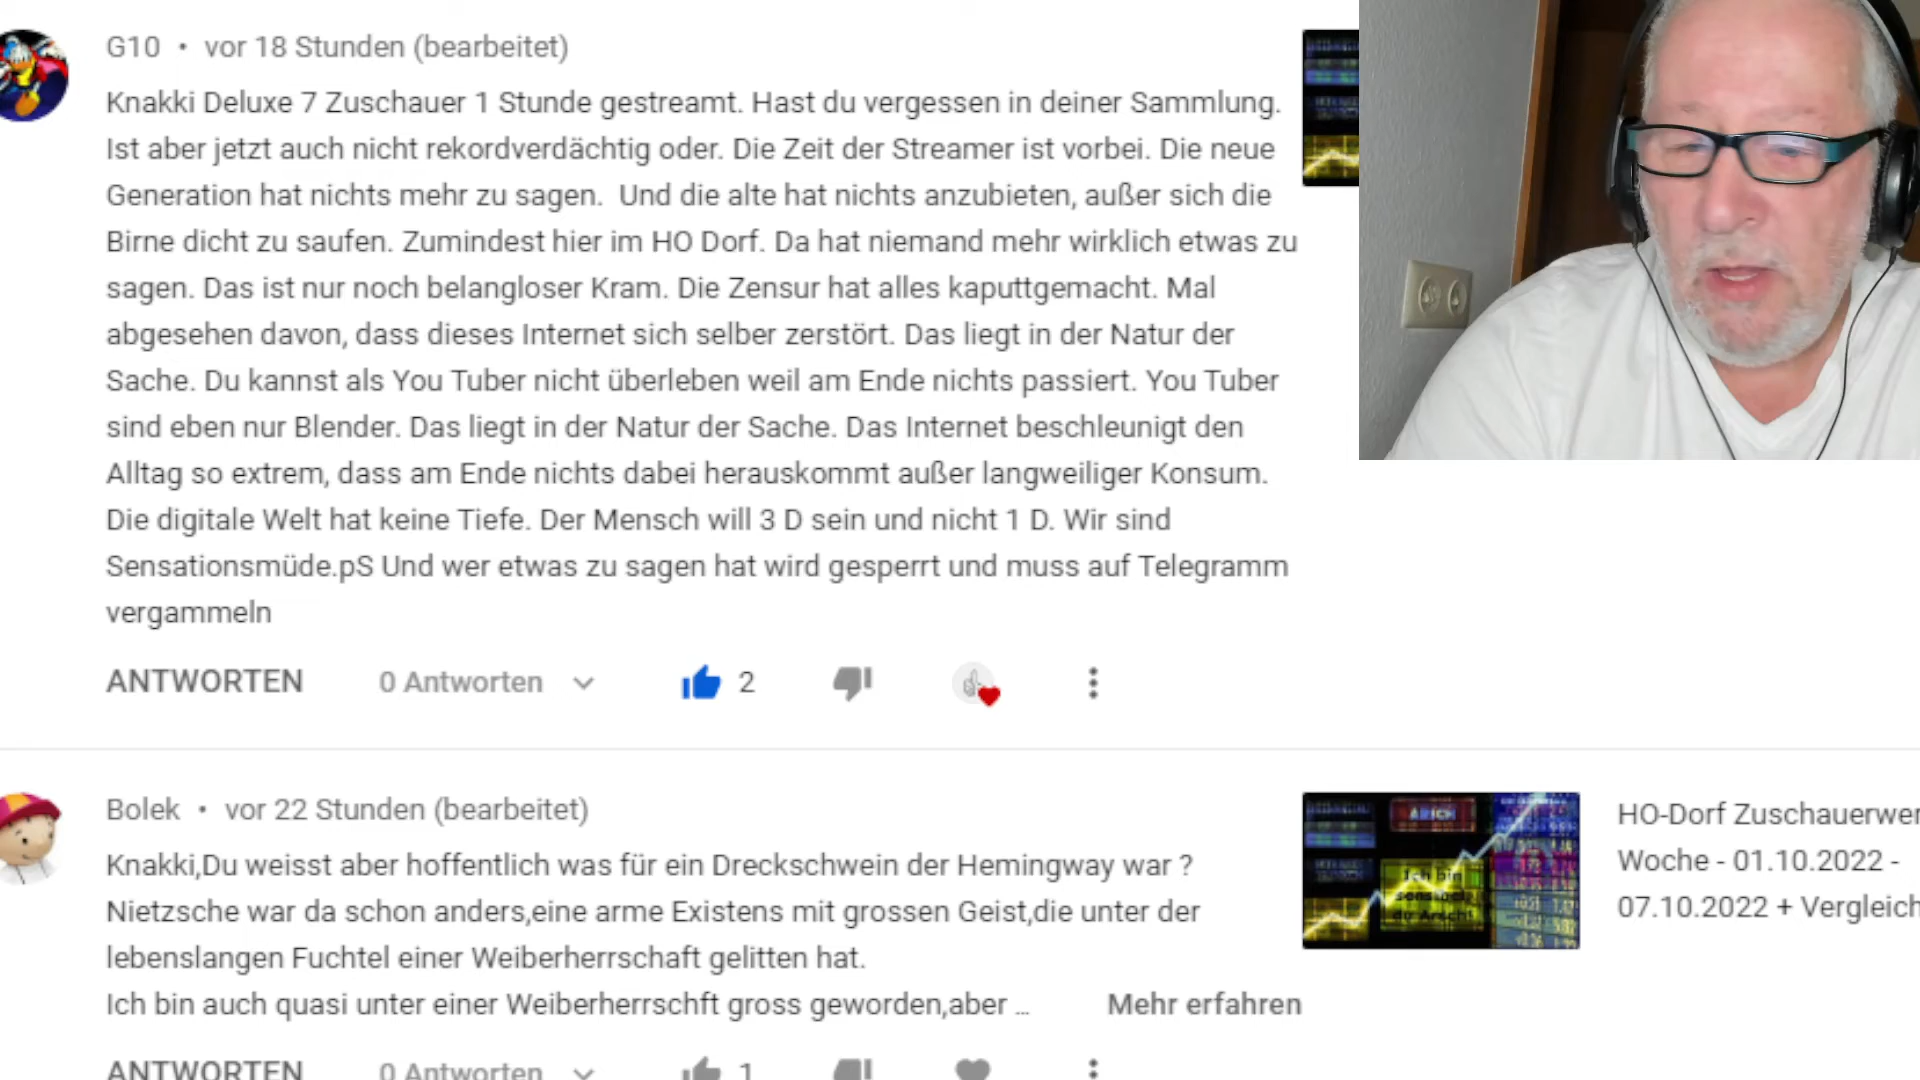 G10 • vor 18 Stunden (bearbeitet)
Knakki Deluxe 7 Zuschauer 1 Stunde gestreamt. Hast du vergessen in deiner Sammlung.
Ist aber jetzt auch nicht rekordverdächtig oder. Die Zeit der Streamer ist vorbei. Die neue
Generation hat nichts mehr zu sagen.  Und die alte hat nichts anzubieten, außer sich die
Birne dicht zu saufen. Zumindest hier im HO Dorf. Da hat niemand mehr wirklich etwas zu
sagen. Das ist nur noch belangloser Kram. Die Zensur hat alles kaputtgemacht. Mal
abgesehen davon, dass dieses Internet sich selber zerstört. Das liegt in der Natur der
Sache. Du kannst als You Tuber nicht überleben weil am Ende nichts passiert. You Tuber
sind eben nur Blender. Das liegt in der Natur der Sache. Das Internet beschleunigt den
Alltag so extrem, dass am Ende nichts dabei herauskommt außer langweiliger Konsum.
Die digitale Welt hat keine Tiefe. Der Mensch will 3 D sein und nicht 1 D. Wir sind
Sensationsmüde.pS Und wer etwas zu sagen hat wird gesperrt und muss auf Telegramm
vergammeln
ANTWORTEN 0 Antworten 2
Bolek • vor 22 Stunden (bearbeitet)
Knakki,Du weisst aber hoffentlich was für ein Dreckschwein der Hemingway war ?
Nietzsche war da schon anders,eine arme Existens mit grossen Geist,die unter der
lebenslangen Fuchtel einer Weiberherrschaft gelitten hat.
Ich bin auch quasi unter einer Weiberherrschft gross geworden,aber ...
Mehr erfahren
ANTWORTEN 0 Antworten 1
Ich bin
HO-Dorf Zuschauerwer
Woche - 01.10.2022 -
07.10.2022 + Vergleich